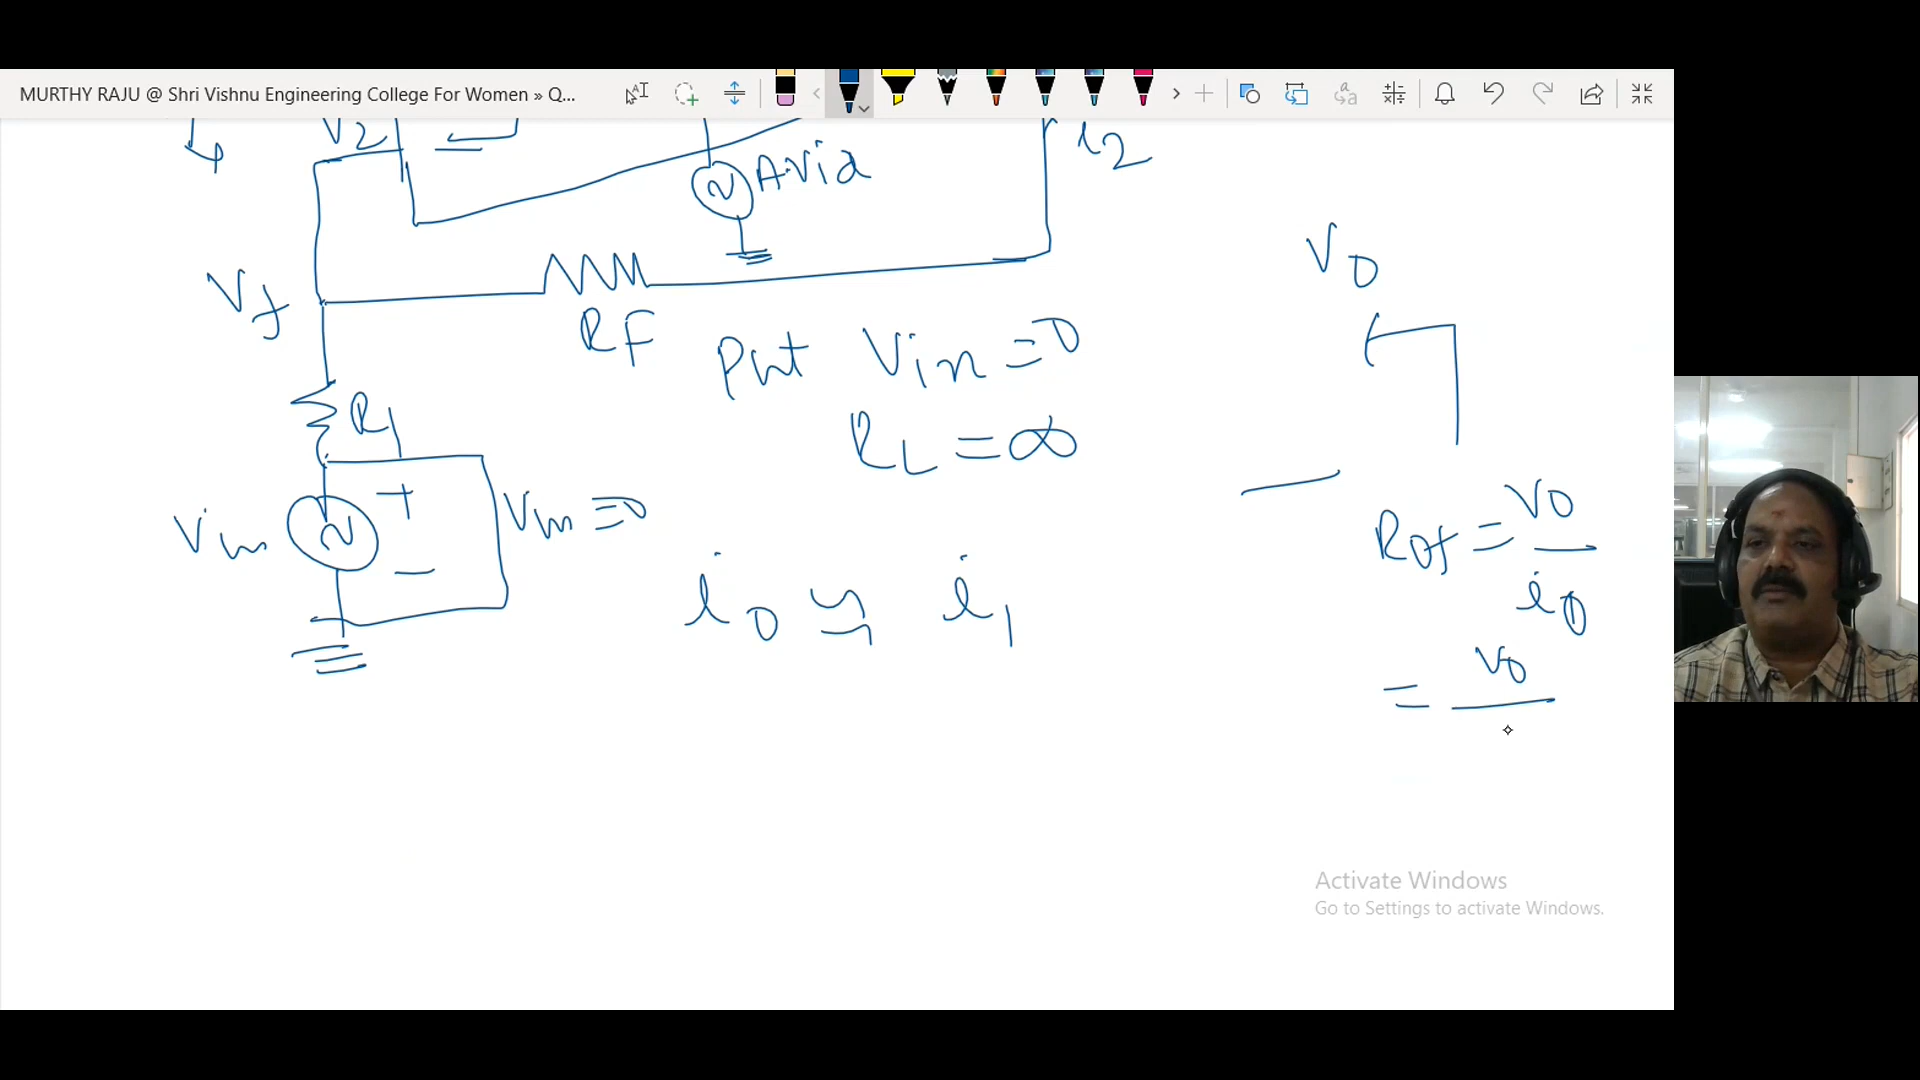 MURTHY RAJU @ Shri Vishnu Engineering College For Women » Q...
V2
A.Vid
i2
Vf
RF
Put Vin = 0
RL = ∞
VO
R1
Vin
+
−
Vin = 0
iO ≌ i1
ROf = VO / iO
= VO
Activate Windows
Go to Settings to activate Windows.